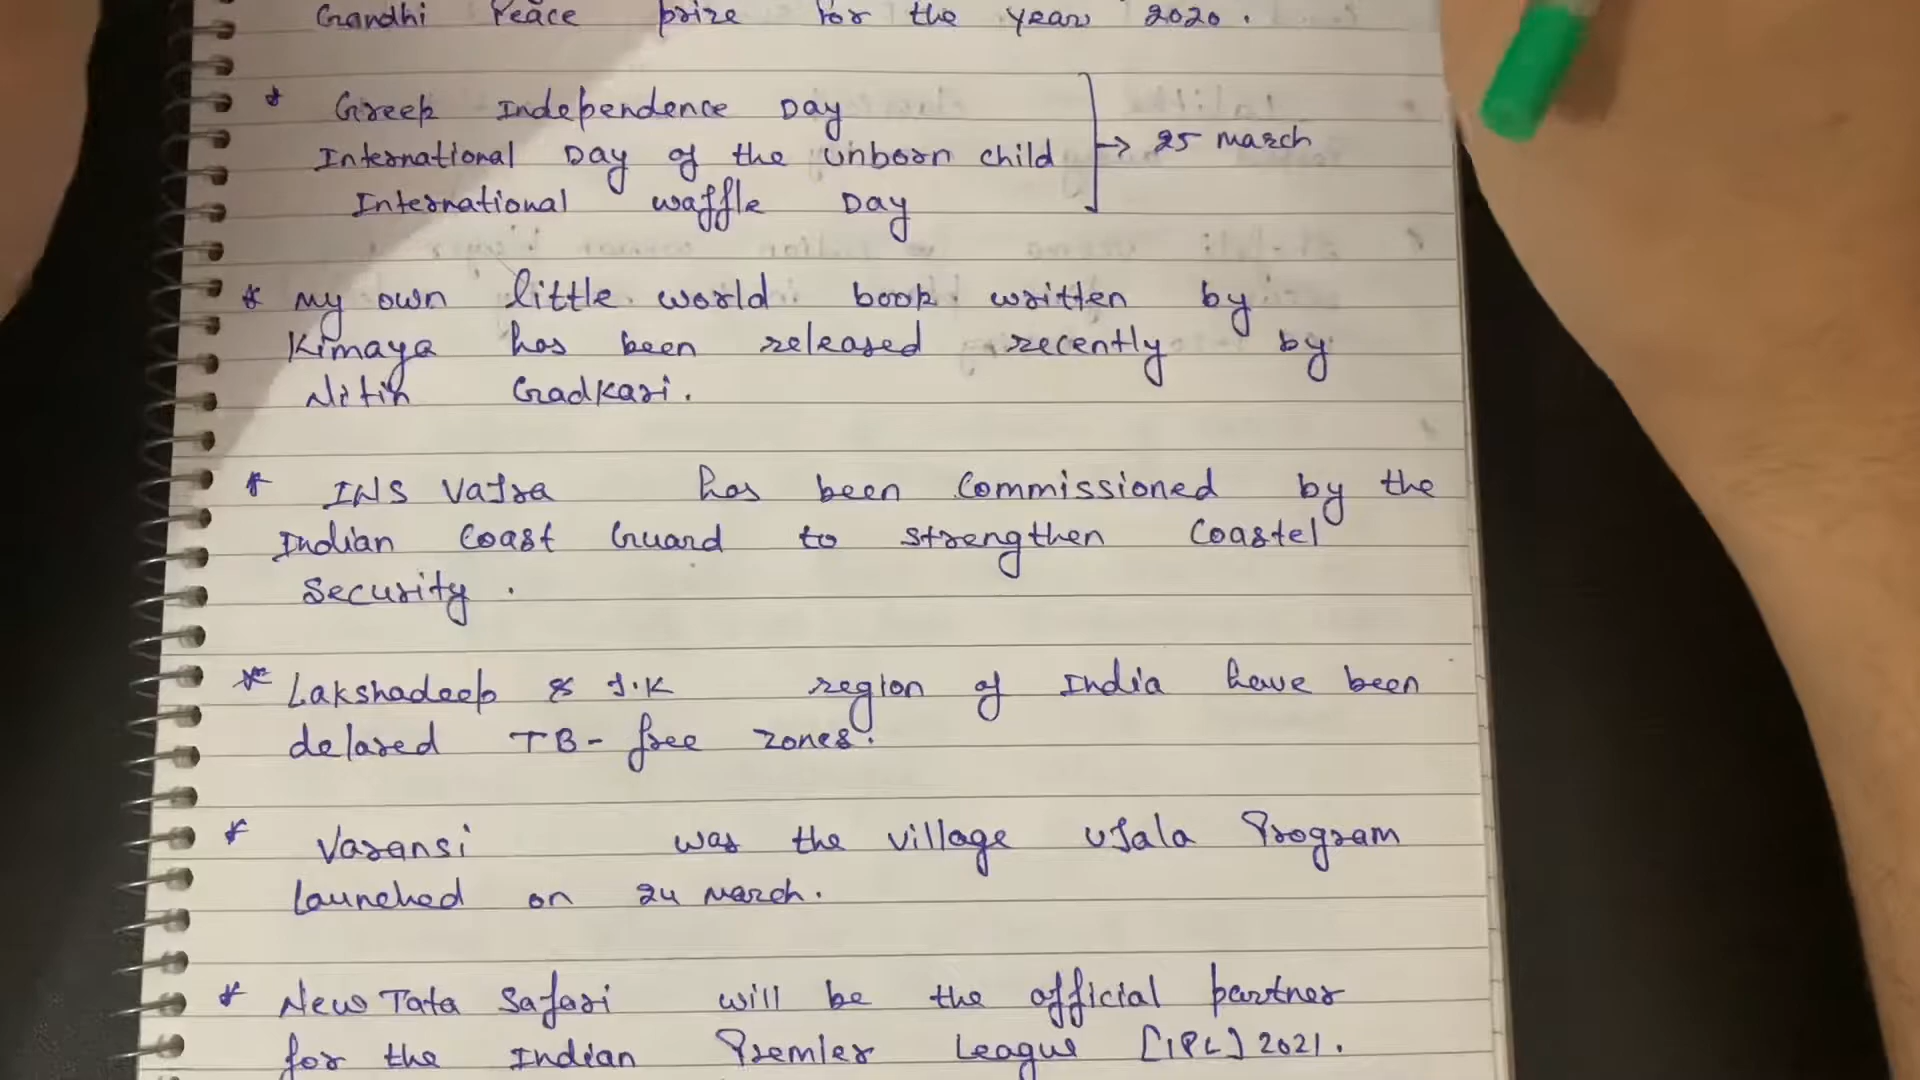 Gandhi Peace prize for the year 2020.
* Greek Independence Day
International Day of the unborn child → 25 march
International waffle Day
* my own little world book written by
Kimaya has been released recently by
Nitin Gadkari.
* INS VaJra has been Commissioned by the
Indian Coast Guard to strengthen Coastel
Security.
* Lakshadeep & J.K region of India have been
delared TB-free zones.
* Varansi was the village UJala Program
Launched on 24 march.
* New Tata Safari will be the official partner
for the Indian Premier League [IPL] 2021.